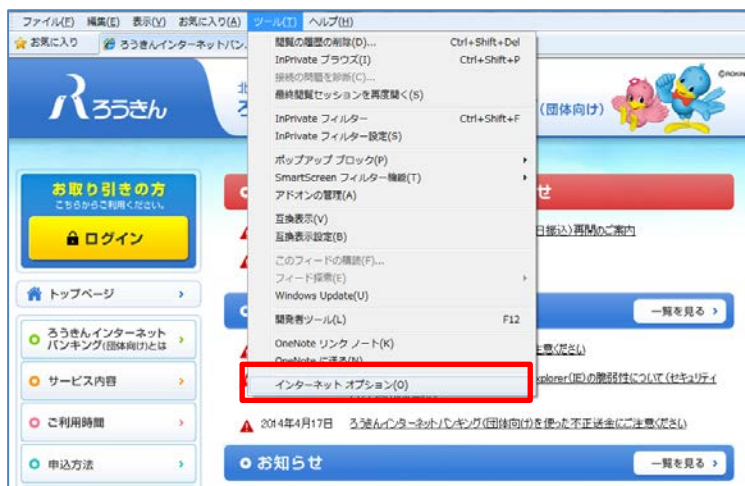 ファイル(F) 編集(E) 表示(V) お気に入り(A) ツール(T) ヘルプ(H)
お気に入り ろうきんインターネットバン
閲覧の履歴の削除(D)... Ctrl+Shift+Del
InPrivate ブラウズ(I) Ctrl+Shift+P
接続の問題を診断(C)...
最終閲覧セッションを再度開く(S)
InPrivate フィルター Ctrl+Shift+F
InPrivate フィルター設定(S)
ポップアップ ブロック(P)
SmartScreen フィルター機能(T)
アドオンの管理(A)
互換表示(V)
互換表示設定(B)
このフィードの購読(F)...
フィード探索(E)
Windows Update(U)
開発者ツール(L) F12
OneNote リンク ノート(K)
OneNote に送る(N)
インターネット オプション(O)
ろうきん
北
ろ
(団体向け)
お取り引きの方
こちらからご利用ください。
ログイン
トップページ
ろうきんインターネット
バンキング(団体向け)とは
サービス内容
ご利用時間
申込方法
せ
日振込)再開のご案内
一覧を見る
注意ください
xplorer(IE)の脆弱性について(セキュリティ
2014年4月17日 ろうきんインターネットバンキング(団体向け)を使った不正送金にご注意ください
お知らせ 一覧を見る